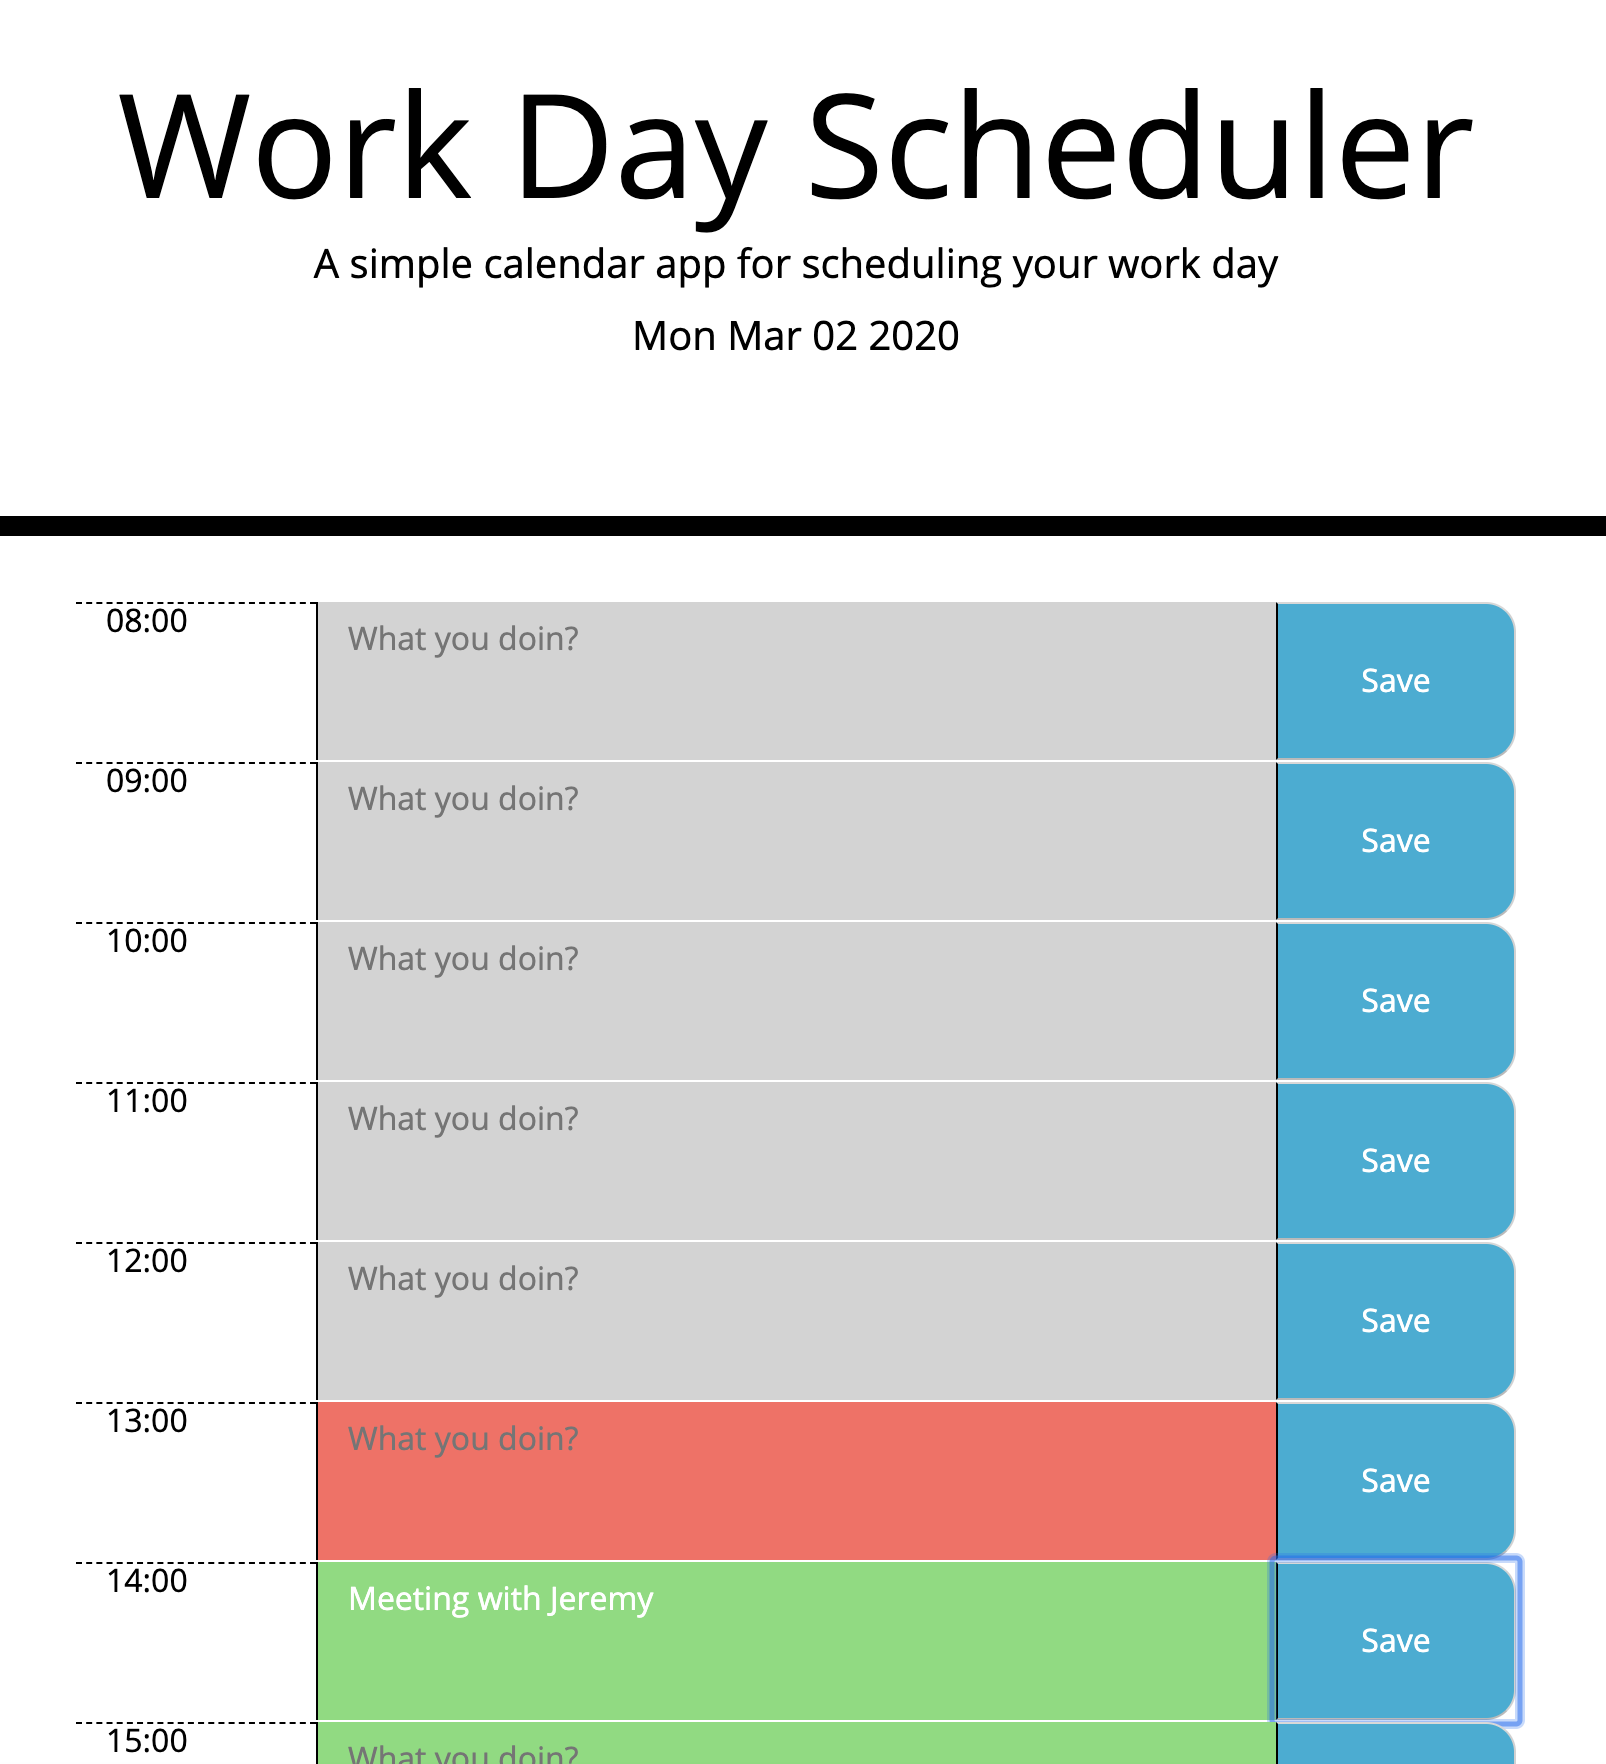 Work Day Scheduler
A simple calendar app for scheduling your work day
Mon Mar 02 2020
08:00 What you doin? Save
09:00 What you doin? Save
10:00 What you doin? Save
11:00 What you doin? Save
12:00 What you doin? Save
13:00 What you doin? Save
14:00 Meeting with Jeremy Save
15:00 What you doin?